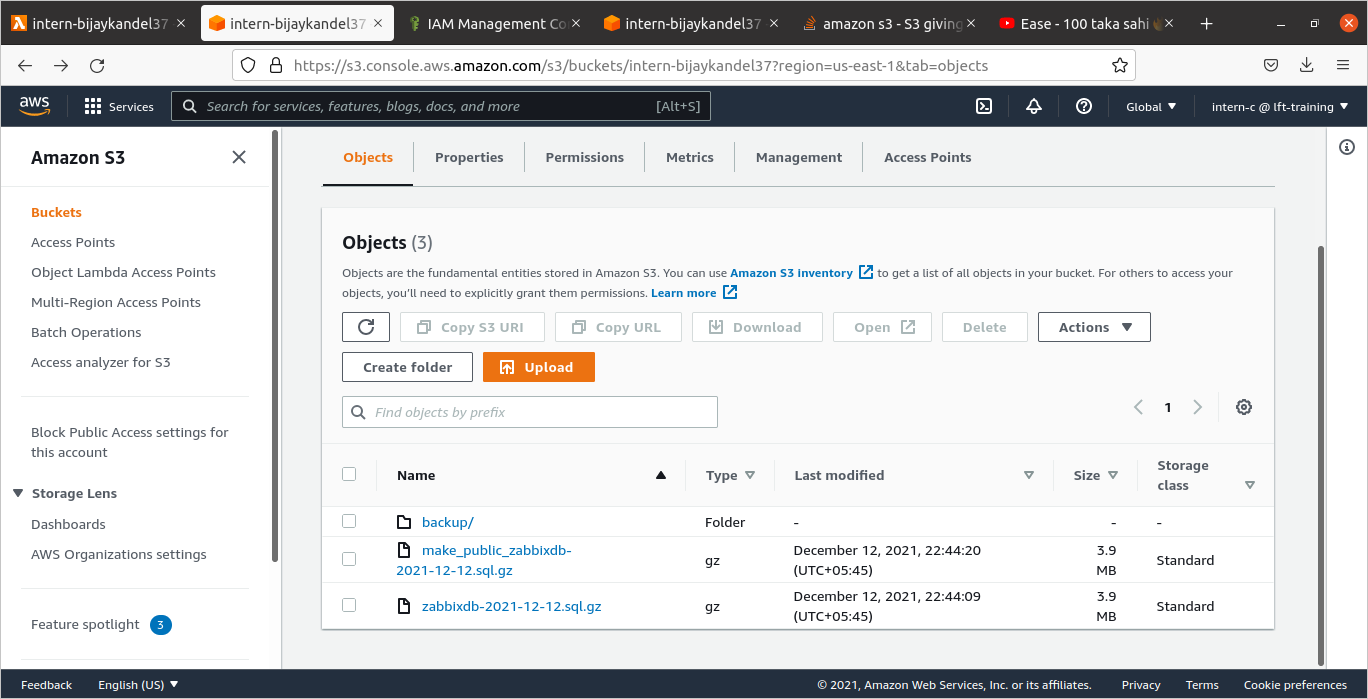 intern-bijaykandel37
intern-bijaykandel37
IAM Management Co
intern-bijaykandel37
amazon s3 - S3 giving
Ease - 100 taka sahi
https://s3.console.aws.amazon.com/s3/buckets/intern-bijaykandel37?region=us-east-1&tab=objects
aws
Services
Search for services, features, blogs, docs, and more
[Alt+S]
Global
intern-c @ lft-training
Amazon S3
Buckets
Access Points
Object Lambda Access Points
Multi-Region Access Points
Batch Operations
Access analyzer for S3
Block Public Access settings for
this account
Storage Lens
Dashboards
AWS Organizations settings
Feature spotlight 3
Objects
Properties
Permissions
Metrics
Management
Access Points
Objects (3)
Objects are the fundamental entities stored in Amazon S3. You can use Amazon S3 inventory to get a list of all objects in your bucket. For others to access your
objects, you'll need to explicitly grant them permissions. Learn more
Copy S3 URI
Copy URL
Download
Open
Delete
Actions
Create folder
Upload
Find objects by prefix
1
Name
Type
Last modified
Size
Storage
class
backup/
Folder
-
-
-
make_public_zabbixdb-
2021-12-12.sql.gz
gz
December 12, 2021, 22:44:20
(UTC+05:45)
3.9
MB
Standard
zabbixdb-2021-12-12.sql.gz
gz
December 12, 2021, 22:44:09
(UTC+05:45)
3.9
MB
Standard
Feedback
English (US)
© 2021, Amazon Web Services, Inc. or its affiliates.
Privacy
Terms
Cookie preferences